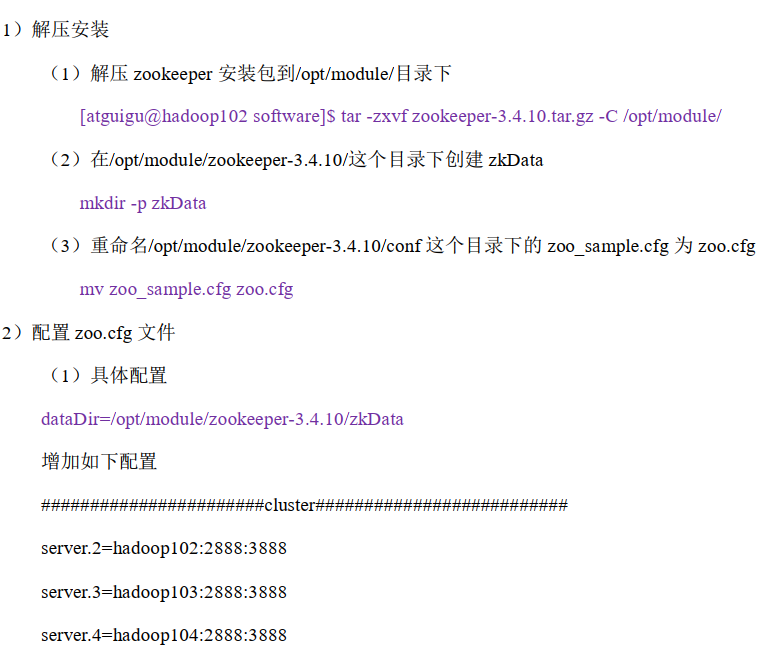 1）解压安装
（1）解压 zookeeper 安装包到/opt/module/目录下
[atguigu@hadoop102 software]$ tar -zxvf zookeeper-3.4.10.tar.gz -C /opt/module/
（2）在/opt/module/zookeeper-3.4.10/这个目录下创建 zkData
mkdir -p zkData
（3）重命名/opt/module/zookeeper-3.4.10/conf 这个目录下的 zoo_sample.cfg 为 zoo.cfg
mv zoo_sample.cfg zoo.cfg
2）配置 zoo.cfg 文件
（1）具体配置
dataDir=/opt/module/zookeeper-3.4.10/zkData
增加如下配置
#######################cluster##########################
server.2=hadoop102:2888:3888
server.3=hadoop103:2888:3888
server.4=hadoop104:2888:3888